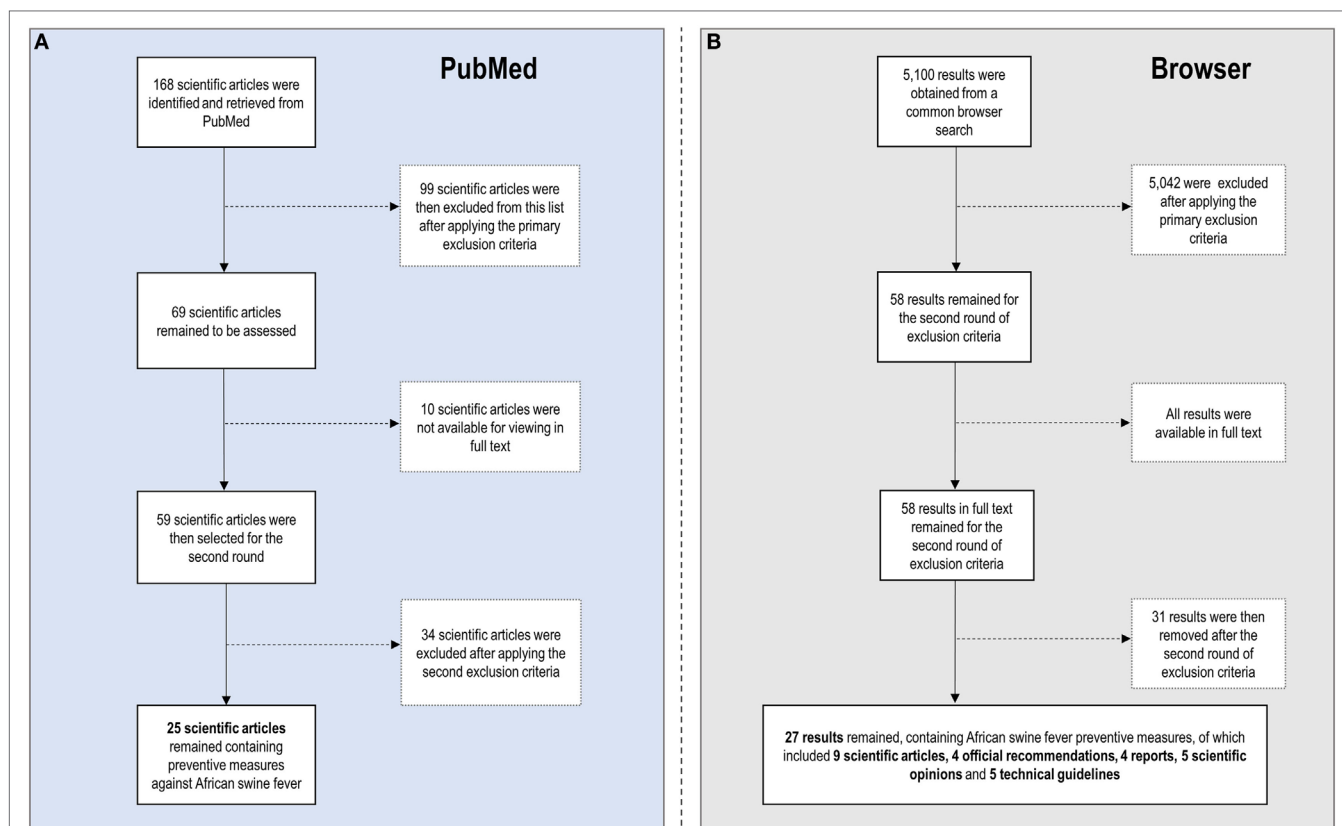 A
PubMed
168 scientific articles were
identified and retrieved from
PubMed
99 scientific articles were
then excluded from this list
after applying the primary
exclusion criteria
69 scientific articles
remained to be assessed
10 scientific articles were
not available for viewing in
full text
59 scientific articles were
then selected for the
second round
34 scientific articles were
excluded after applying the
second exclusion criteria
25 scientific articles
remained containing
preventive measures
against African swine fever
B
Browser
5,100 results were
obtained from a
common browser
search
5,042 were excluded
after applying the
primary exclusion
criteria
58 results remained for
the second round of
exclusion criteria
All results were
available in full text
58 results in full text
remained for the
second round of
exclusion criteria
31 results were then
removed after the
second round of
exclusion criteria
27 results remained, containing African swine fever preventive measures, of which
included 9 scientific articles, 4 official recommendations, 4 reports, 5 scientific
opinions and 5 technical guidelines